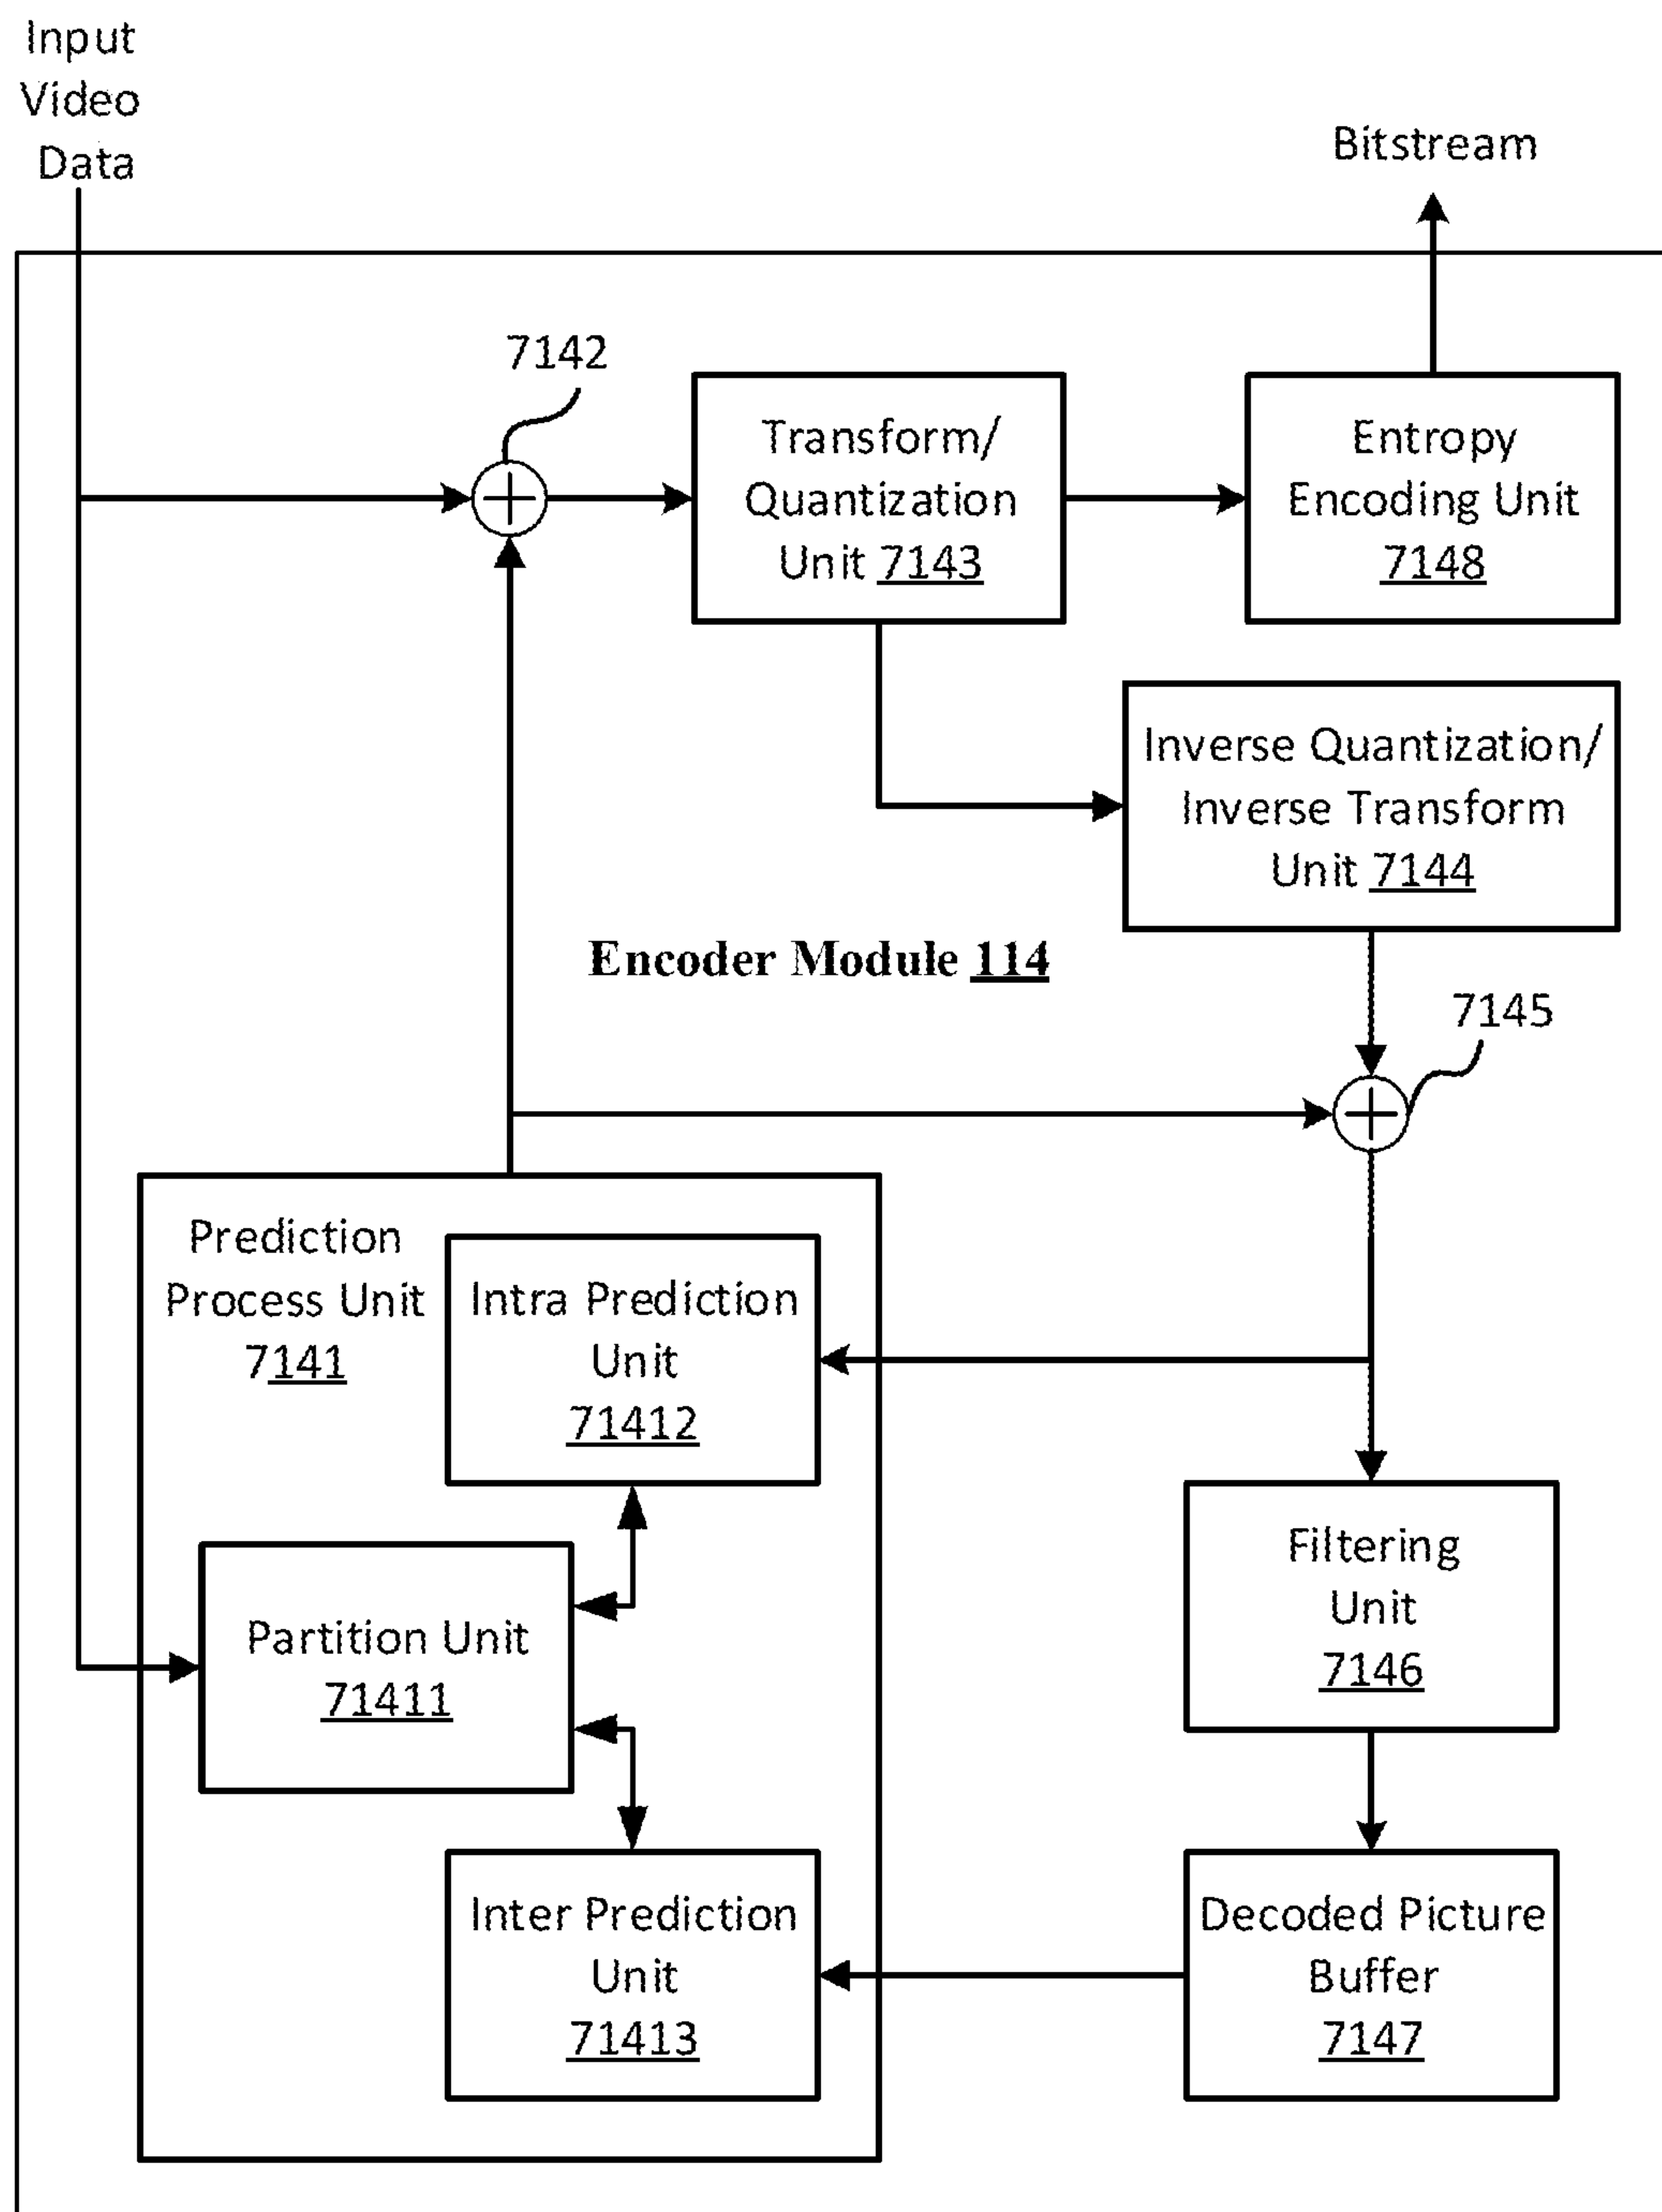 Input
Video
Data
Bitstream
7142
Transform/
Quantization
Unit 7143
Entropy
Encoding Unit
7148
Inverse Quantization/
Inverse Transform
Unit 7144
Encoder Module 114
7145
Prediction
Process Unit
7141
Intra Prediction
Unit
71412
Partition Unit
71411
Filtering
Unit
7146
Inter Prediction
Unit
71413
Decoded Picture
Buffer
7147